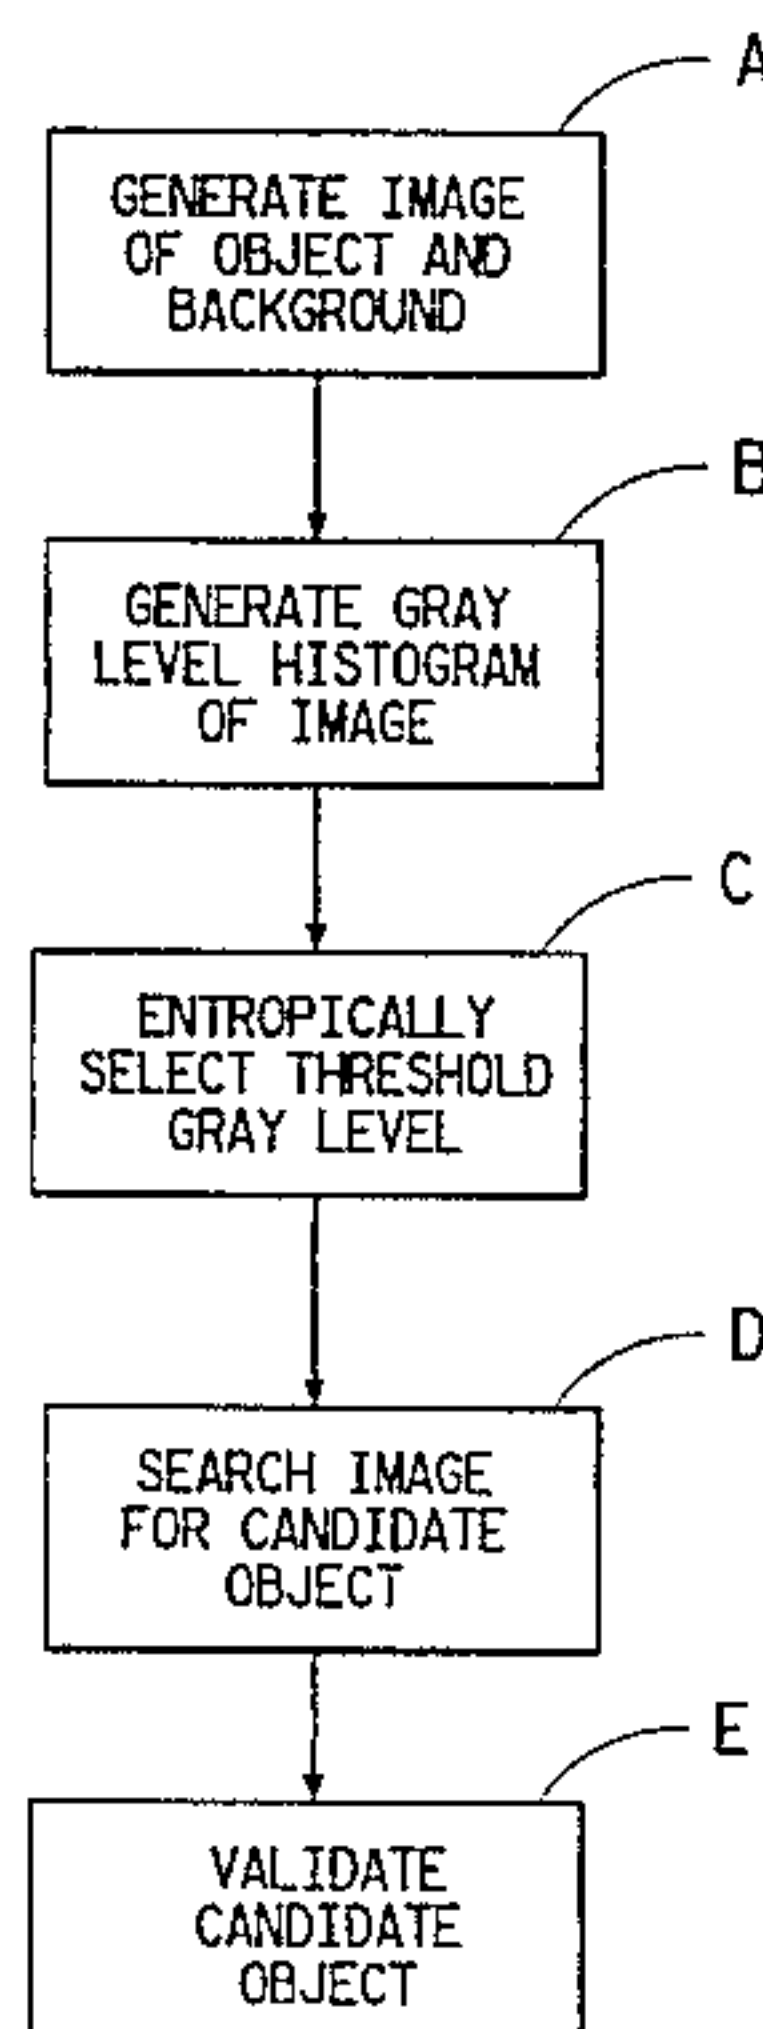 A
GENERATE IMAGE
OF OBJECT AND
BACKGROUND
B
GENERATE GRAY
LEVEL HISTOGRAM
OF IMAGE
C
ENTROPICALLY
SELECT THRESHOLD
GRAY LEVEL
D
SEARCH IMAGE
FOR CANDIDATE
OBJECT
E
VALIDATE
CANDIDATE
OBJECT